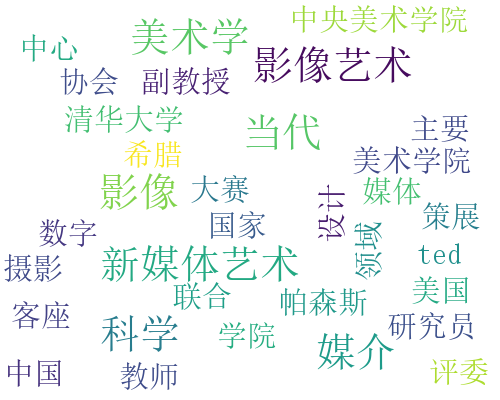 中央美术学院
美术学
中心
影像艺术
协会
副教授
清华大学
当代
主要
希腊
美术学院
影像
大赛
设计
媒体
国家
策展
数字
领域
ted
摄影
新媒体艺术
联合
帕森斯
美国
客座
科学
学院
媒介
研究员
中国
教师
评委